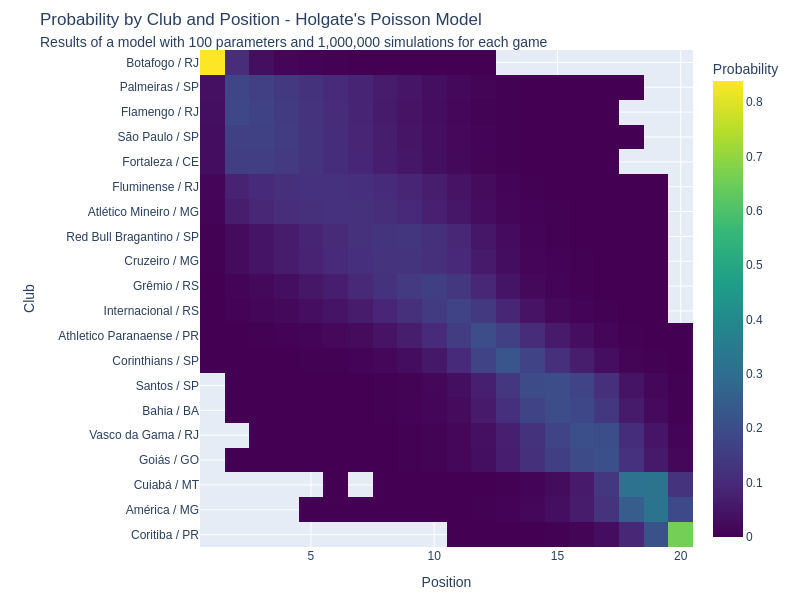 Probability by Club and Position - Holgate's Poisson Model
Results of a model with 100 parameters and 1,000,000 simulations for each game
Botafogo / RJ
Palmeiras / SP
Flamengo / RJ
São Paulo / SP
Fortaleza / CE
Fluminense / RJ
Atlético Mineiro / MG
Red Bull Bragantino / SP
Cruzeiro / MG
Grêmio / RS
Internacional / RS
Athletico Paranaense / PR
Corinthians / SP
Santos / SP
Bahia / BA
Vasco da Gama / RJ
Goiás / GO
Cuiabá / MT
América / MG
Coritiba / PR
Club
5
10
15
20
Position
Probability
0.8
0.7
0.6
0.5
0.4
0.3
0.2
0.1
0